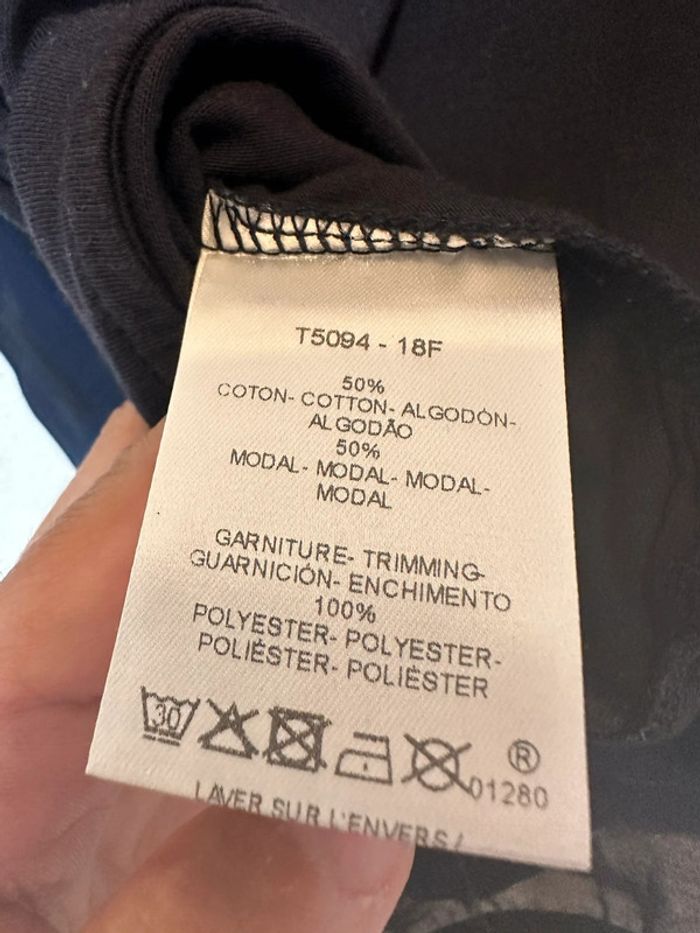 T5094 - 18F
50%
COTON- COTTON- ALGODÓN-
ALGODÃO
50%
MODAL- MODAL- MODAL-
MODAL
GARNITURE- TRIMMING-
GUARNICIÓN- ENCHIMENTO
100%
POLYESTER- POLYESTER-
POLIÉSTER- POLIÉSTER
30
®
01280
LAVER SUR L'ENVERS /